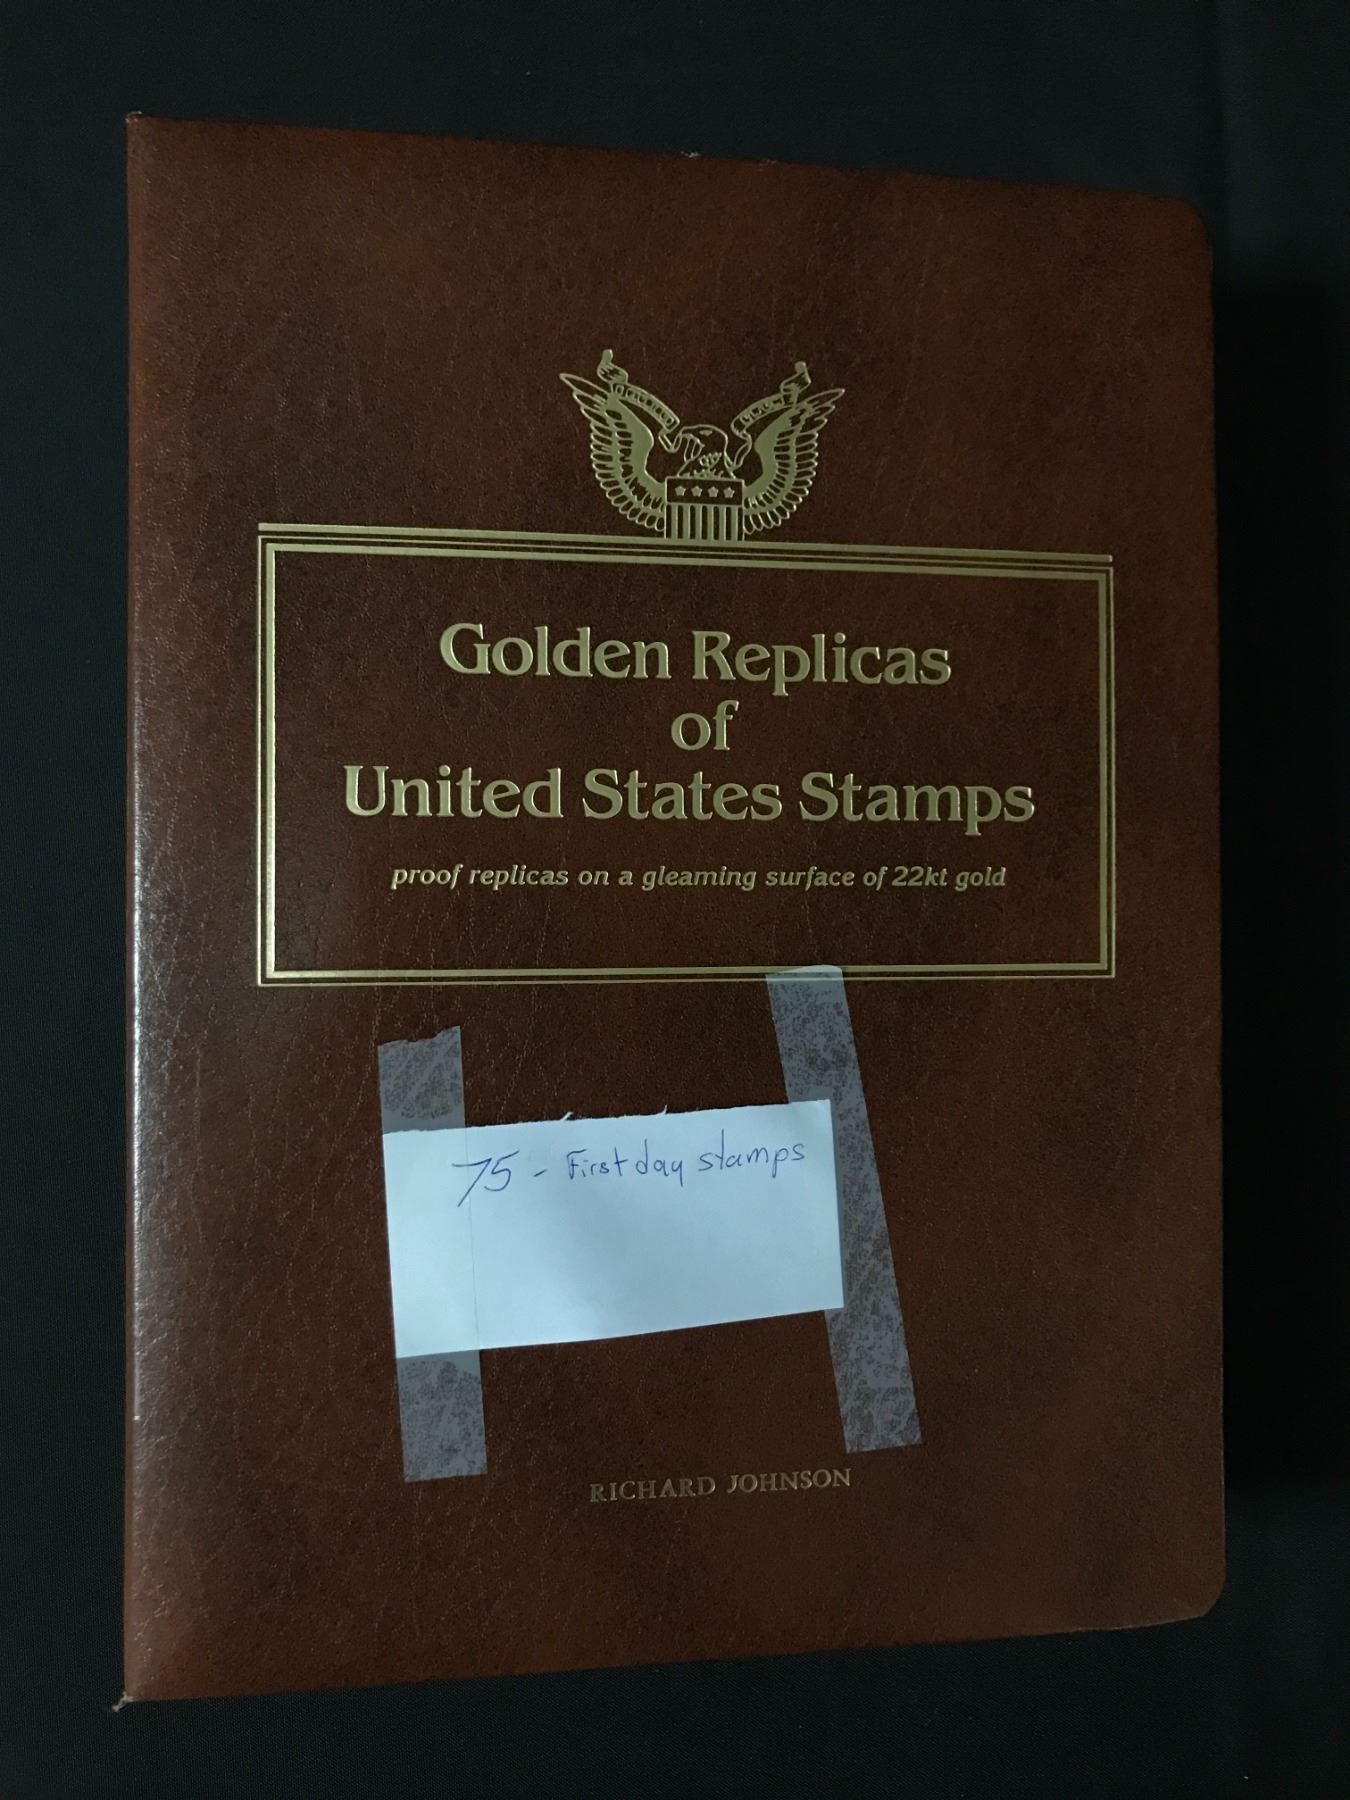 Golden Replicas
of
United States Stamps
proof replicas on a gleaming surface of 22kt gold
75 - First day stamps
RICHARD JOHNSON